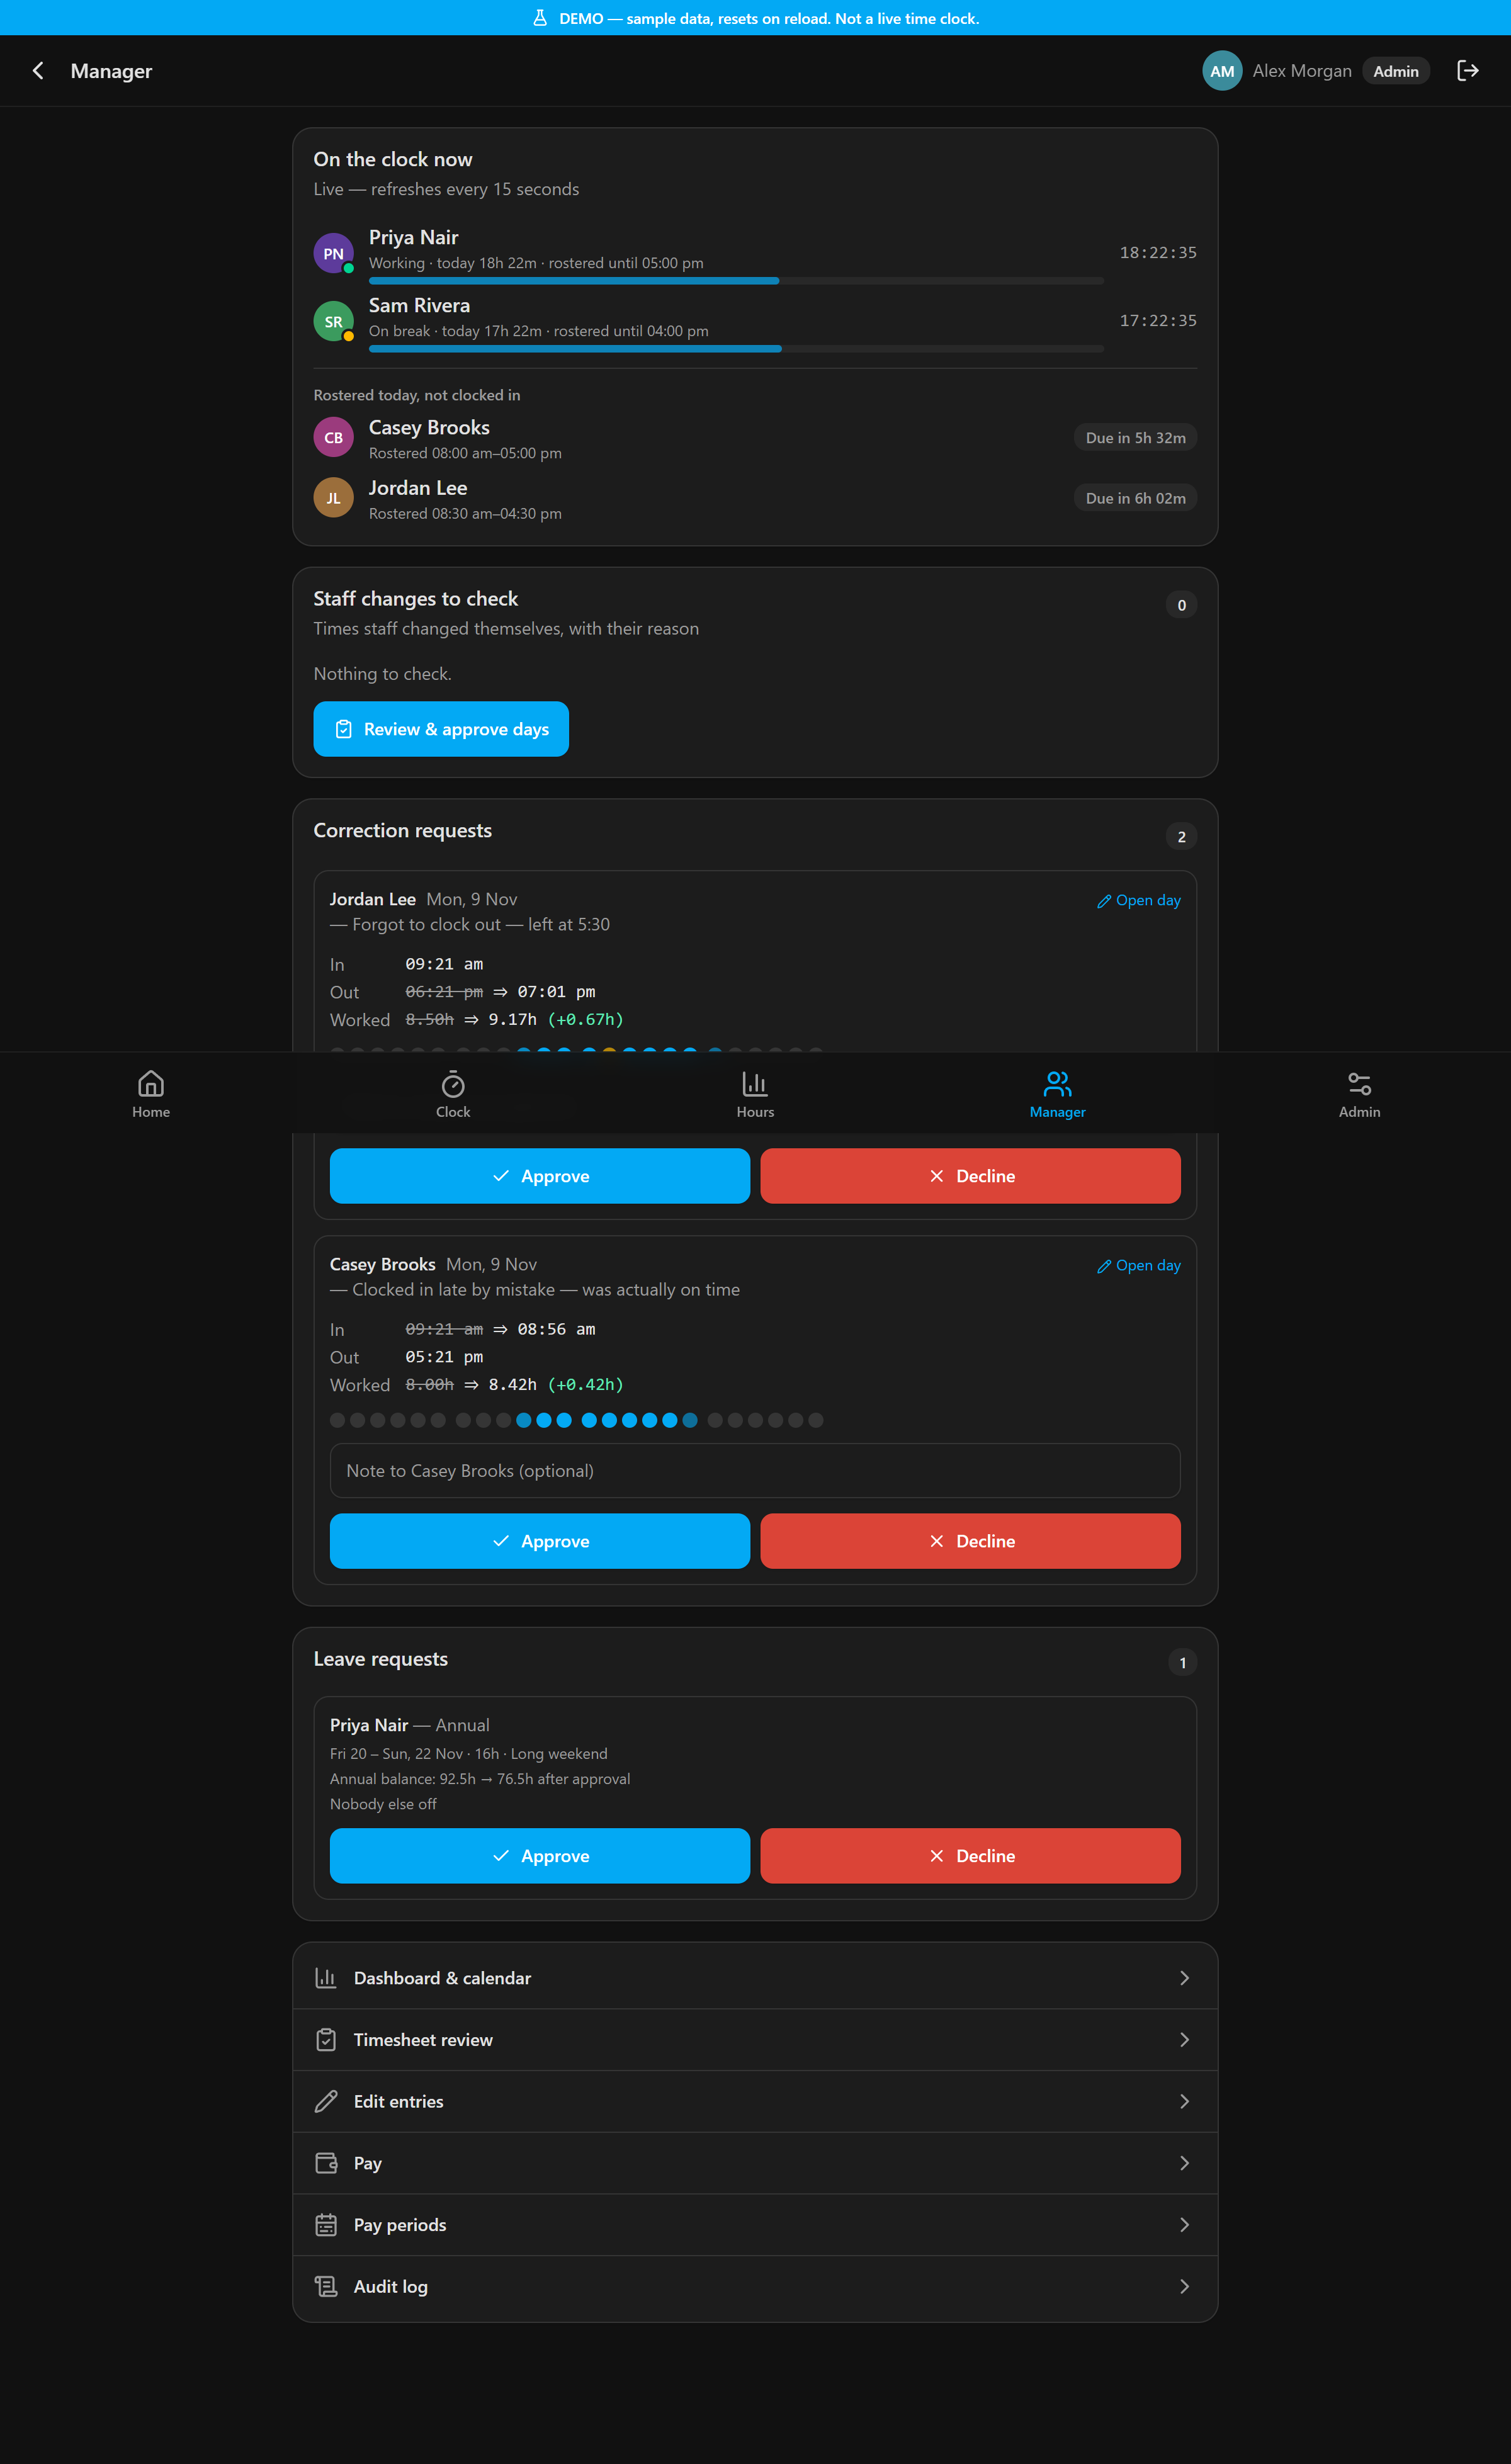 DEMO — sample data, resets on reload. Not a live time clock.
Manager
AM Alex Morgan Admin
On the clock now
Live — refreshes every 15 seconds
PN Priya Nair
Working · today 18h 22m · rostered until 05:00 pm
18:22:35
SR Sam Rivera
On break · today 17h 22m · rostered until 04:00 pm
17:22:35
Rostered today, not clocked in
CB Casey Brooks
Rostered 08:00 am–05:00 pm
Due in 5h 32m
JL Jordan Lee
Rostered 08:30 am–04:30 pm
Due in 6h 02m
Staff changes to check
0
Times staff changed themselves, with their reason
Nothing to check.
Review & approve days
Correction requests
2
Jordan Lee Mon, 9 Nov
Open day
— Forgot to clock out — left at 5:30
In 09:21 am
Out 06:21 pm ⇒ 07:01 pm
Worked 8.50h ⇒ 9.17h (+0.67h)
Home
Clock
Hours
Manager
Admin
Approve
Decline
Casey Brooks Mon, 9 Nov
Open day
— Clocked in late by mistake — was actually on time
In 09:21 am ⇒ 08:56 am
Out 05:21 pm
Worked 8.00h ⇒ 8.42h (+0.42h)
Note to Casey Brooks (optional)
Approve
Decline
Leave requests
1
Priya Nair — Annual
Fri 20 – Sun, 22 Nov · 16h · Long weekend
Annual balance: 92.5h → 76.5h after approval
Nobody else off
Approve
Decline
Dashboard & calendar
Timesheet review
Edit entries
Pay
Pay periods
Audit log